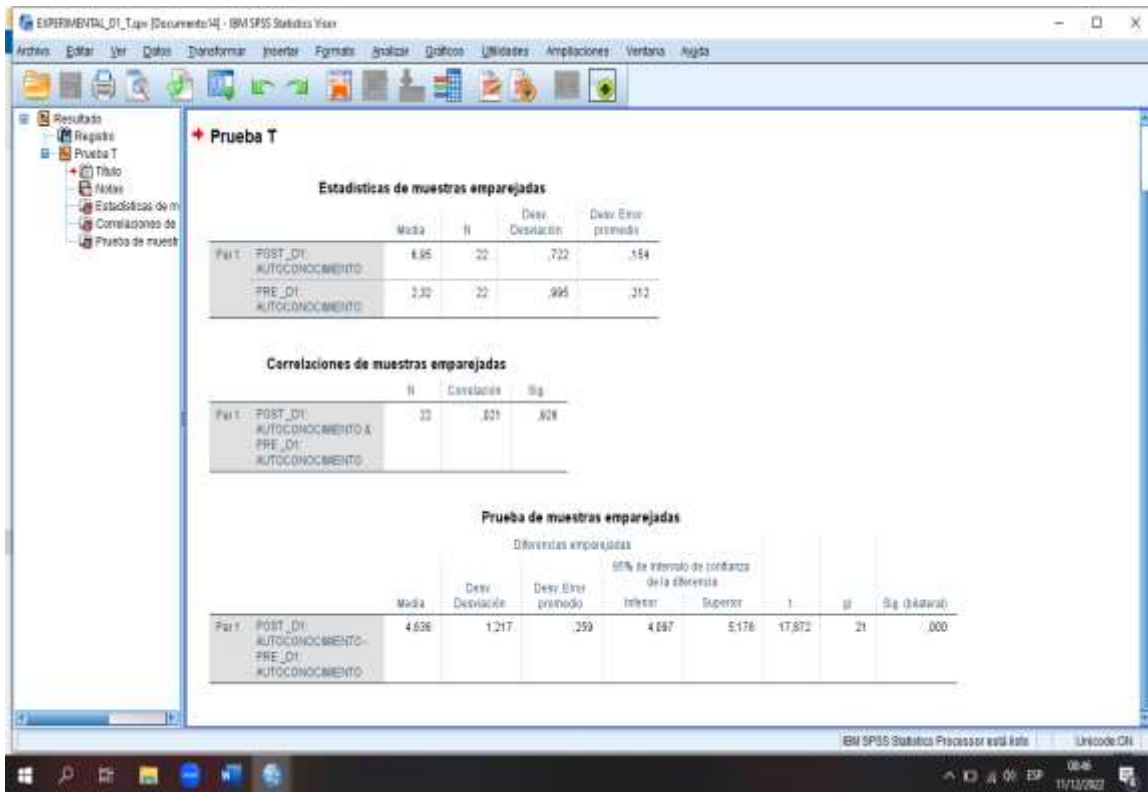 EXPERIMENTAL_D1_T.spv [Documento14] - IBM SPSS Statistics Visor
Archivo Editar Ver Datos Transformar Insertar Formato Analizar Gráficos Utilidades Ampliaciones Ventana Ayuda
Resultado
Registro
Prueba T
Título
Notas
Estadísticas de m
Correlaciones de
Prueba de muestr
Prueba T
Estadísticas de muestras emparejadas
Media N Desv. Desviación Desv. Error promedio
Par 1 POST_D1: AUTOCONOCIMIENTO 6,95 22 ,722 ,154
PRE_D1: AUTOCONOCIMIENTO 2,32 22 ,995 ,212
Correlaciones de muestras emparejadas
N Correlación Sig.
Par 1 POST_D1: AUTOCONOCIMIENTO & PRE_D1: AUTOCONOCIMIENTO 22 ,021 ,926
Prueba de muestras emparejadas
Diferencias emparejadas
95% de intervalo de confianza de la diferencia
Media Desv. Desviación Desv. Error promedio Inferior Superior t gl Sig. (bilateral)
Par 1 POST_D1: AUTOCONOCIMIENTO - PRE_D1: AUTOCONOCIMIENTO 4,636 1,217 ,259 4,097 5,176 17,872 21 ,000
IBM SPSS Statistics Processor está listo Unicode:ON
ESP
08:46
11/12/2022